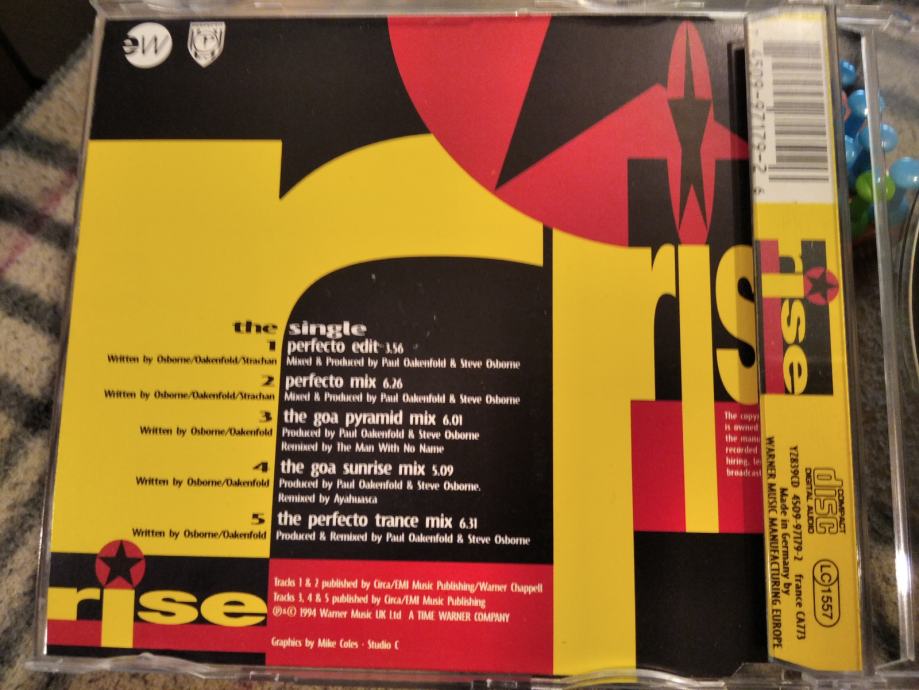 ew
the single
1 perfecto edit 3.56
Written by Osborne/Oakenfold/Strachan Mixed & Produced by Paul Oakenfold & Steve Osborne
2 perfecto mix 6.26
Written by Osborne/Oakenfold/Strachan Mixed & Produced by Paul Oakenfold & Steve Osborne
3 the goa pyramid mix 6.01
Written by Osborne/Oakenfold Produced by Paul Oakenfold & Steve Osborne
Remixed by The Man With No Name
4 the goa sunrise mix 5.09
Written by Osborne/Oakenfold Produced by Paul Oakenfold & Steve Osborne.
Remixed by Ayahuasca
5 the perfecto trance mix 6.31
Written by Osborne/Oakenfold Produced & Remixed by Paul Oakenfold & Steve Osborne
rise
Tracks 1 & 2 published by Circa/EMI Music Publishing/Warner Chappell
Tracks 3, 4 & 5 published by Circa/EMI Music Publishing
℗&© 1994 Warner Music UK Ltd A TIME WARNER COMPANY
Graphics by Mike Coles · Studio C
ris
The copyr
is owned
the manu
recorded
hiring, le
broadcast
4509-97179-2 6
rise
COMPACT
disc
DIGITAL AUDIO
LC 1557
YZ839CD 4509-97179-2 france CA773
Made in Germany by
WARNER MUSIC MANUFACTURING EUROPE